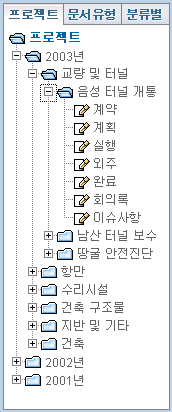 프로젝트 문서유형 분류별
프로젝트
2003년
교량 및 터널
음성 터널 개통
계약
계획
실행
외주
완료
회의록
이슈사항
남산 터널 보수
땅굴 안전진단
항만
수리시설
건축 구조물
지반 및 기타
건축
2002년
2001년